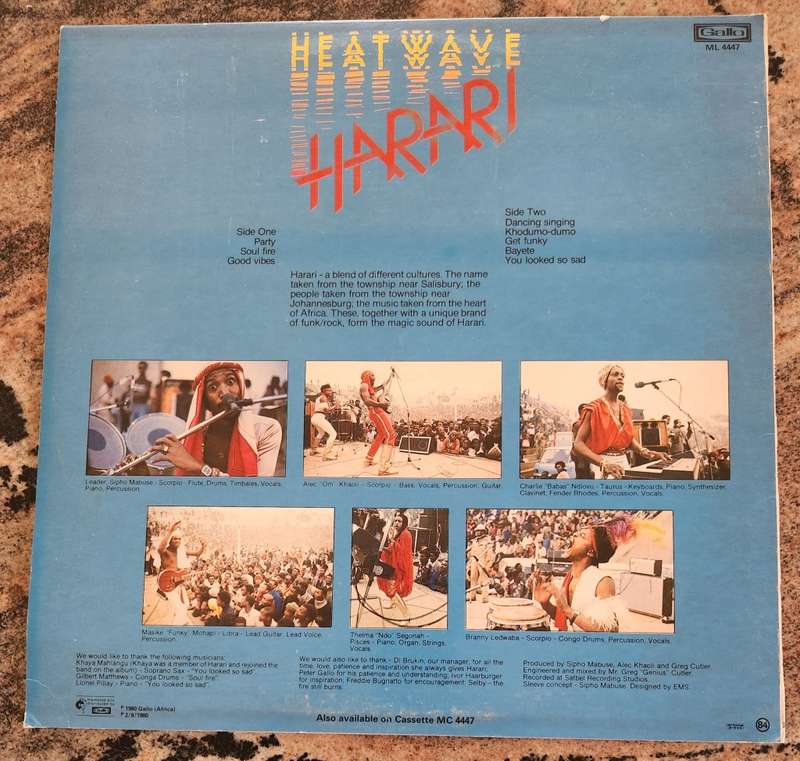 HEATWAVE
HARARI
Gallo
ML 4447
Side One
Party
Soul fire
Good vibes
Side Two
Dancing singing
Khodumo-dumo
Get funky
Bayete
You looked so sad
Harari - a blend of different cultures. The name
taken from the township near Salisbury; the
people taken from the township near
Johannesburg; the music taken from the heart
of Africa. These, together with a unique brand
of funk/rock, form the magic sound of Harari.
Leader, Sipho Mabuse - Scorpio - Flute, Drums, Timbales, Vocals,
Piano, Percussion.
Alec "Om" Khaoli - Scorpio - Bass, Vocals, Percussion, Guitar.
Charlie "Babas" Ndlovu - Taurus - Keyboards, Piano, Synthesizer,
Clavinet, Fender Rhodes, Percussion, Vocals.
Masike "Funky" Mohapi - Libra - Lead Guitar, Lead Voice,
Percussion.
Thelma "Ndo" Segonah -
Pisces - Piano, Organ, Strings,
Vocals.
Branny Ledwaba - Scorpio - Congo Drums, Percussion,
Vocals.
We would like to thank the following musicians:
Khaya Mahlangu (Khaya was a member of Harari and rejoined the
band on the album) - Soprano Sax - "You looked so sad"
Gilbert Matthews - Conga Drums - "Soul fire".
Lionel Pillay - Piano - "You looked so sad".
We would also like to thank - Di Brukin, our manager, for all the
time, love, patience and inspiration she always gives Harari;
Peter Gallo for his patience and understanding; Ivor Haarburger
for inspiration; Freddie Bugnatto for encouragement; Selby - the
fire still burns.
Produced by Sipho Mabuse, Alec Khaoli and Greg Cutler.
Engineered and mixed by Mr. Greg "Genius" Cutler.
Recorded at Satbel Recording Studios.
Sleeve concept - Sipho Mabuse. Designed by EMS.
℗ 1980 Gallo (Africa)
P 2/9/1980
Also available on Cassette MC 4447
84